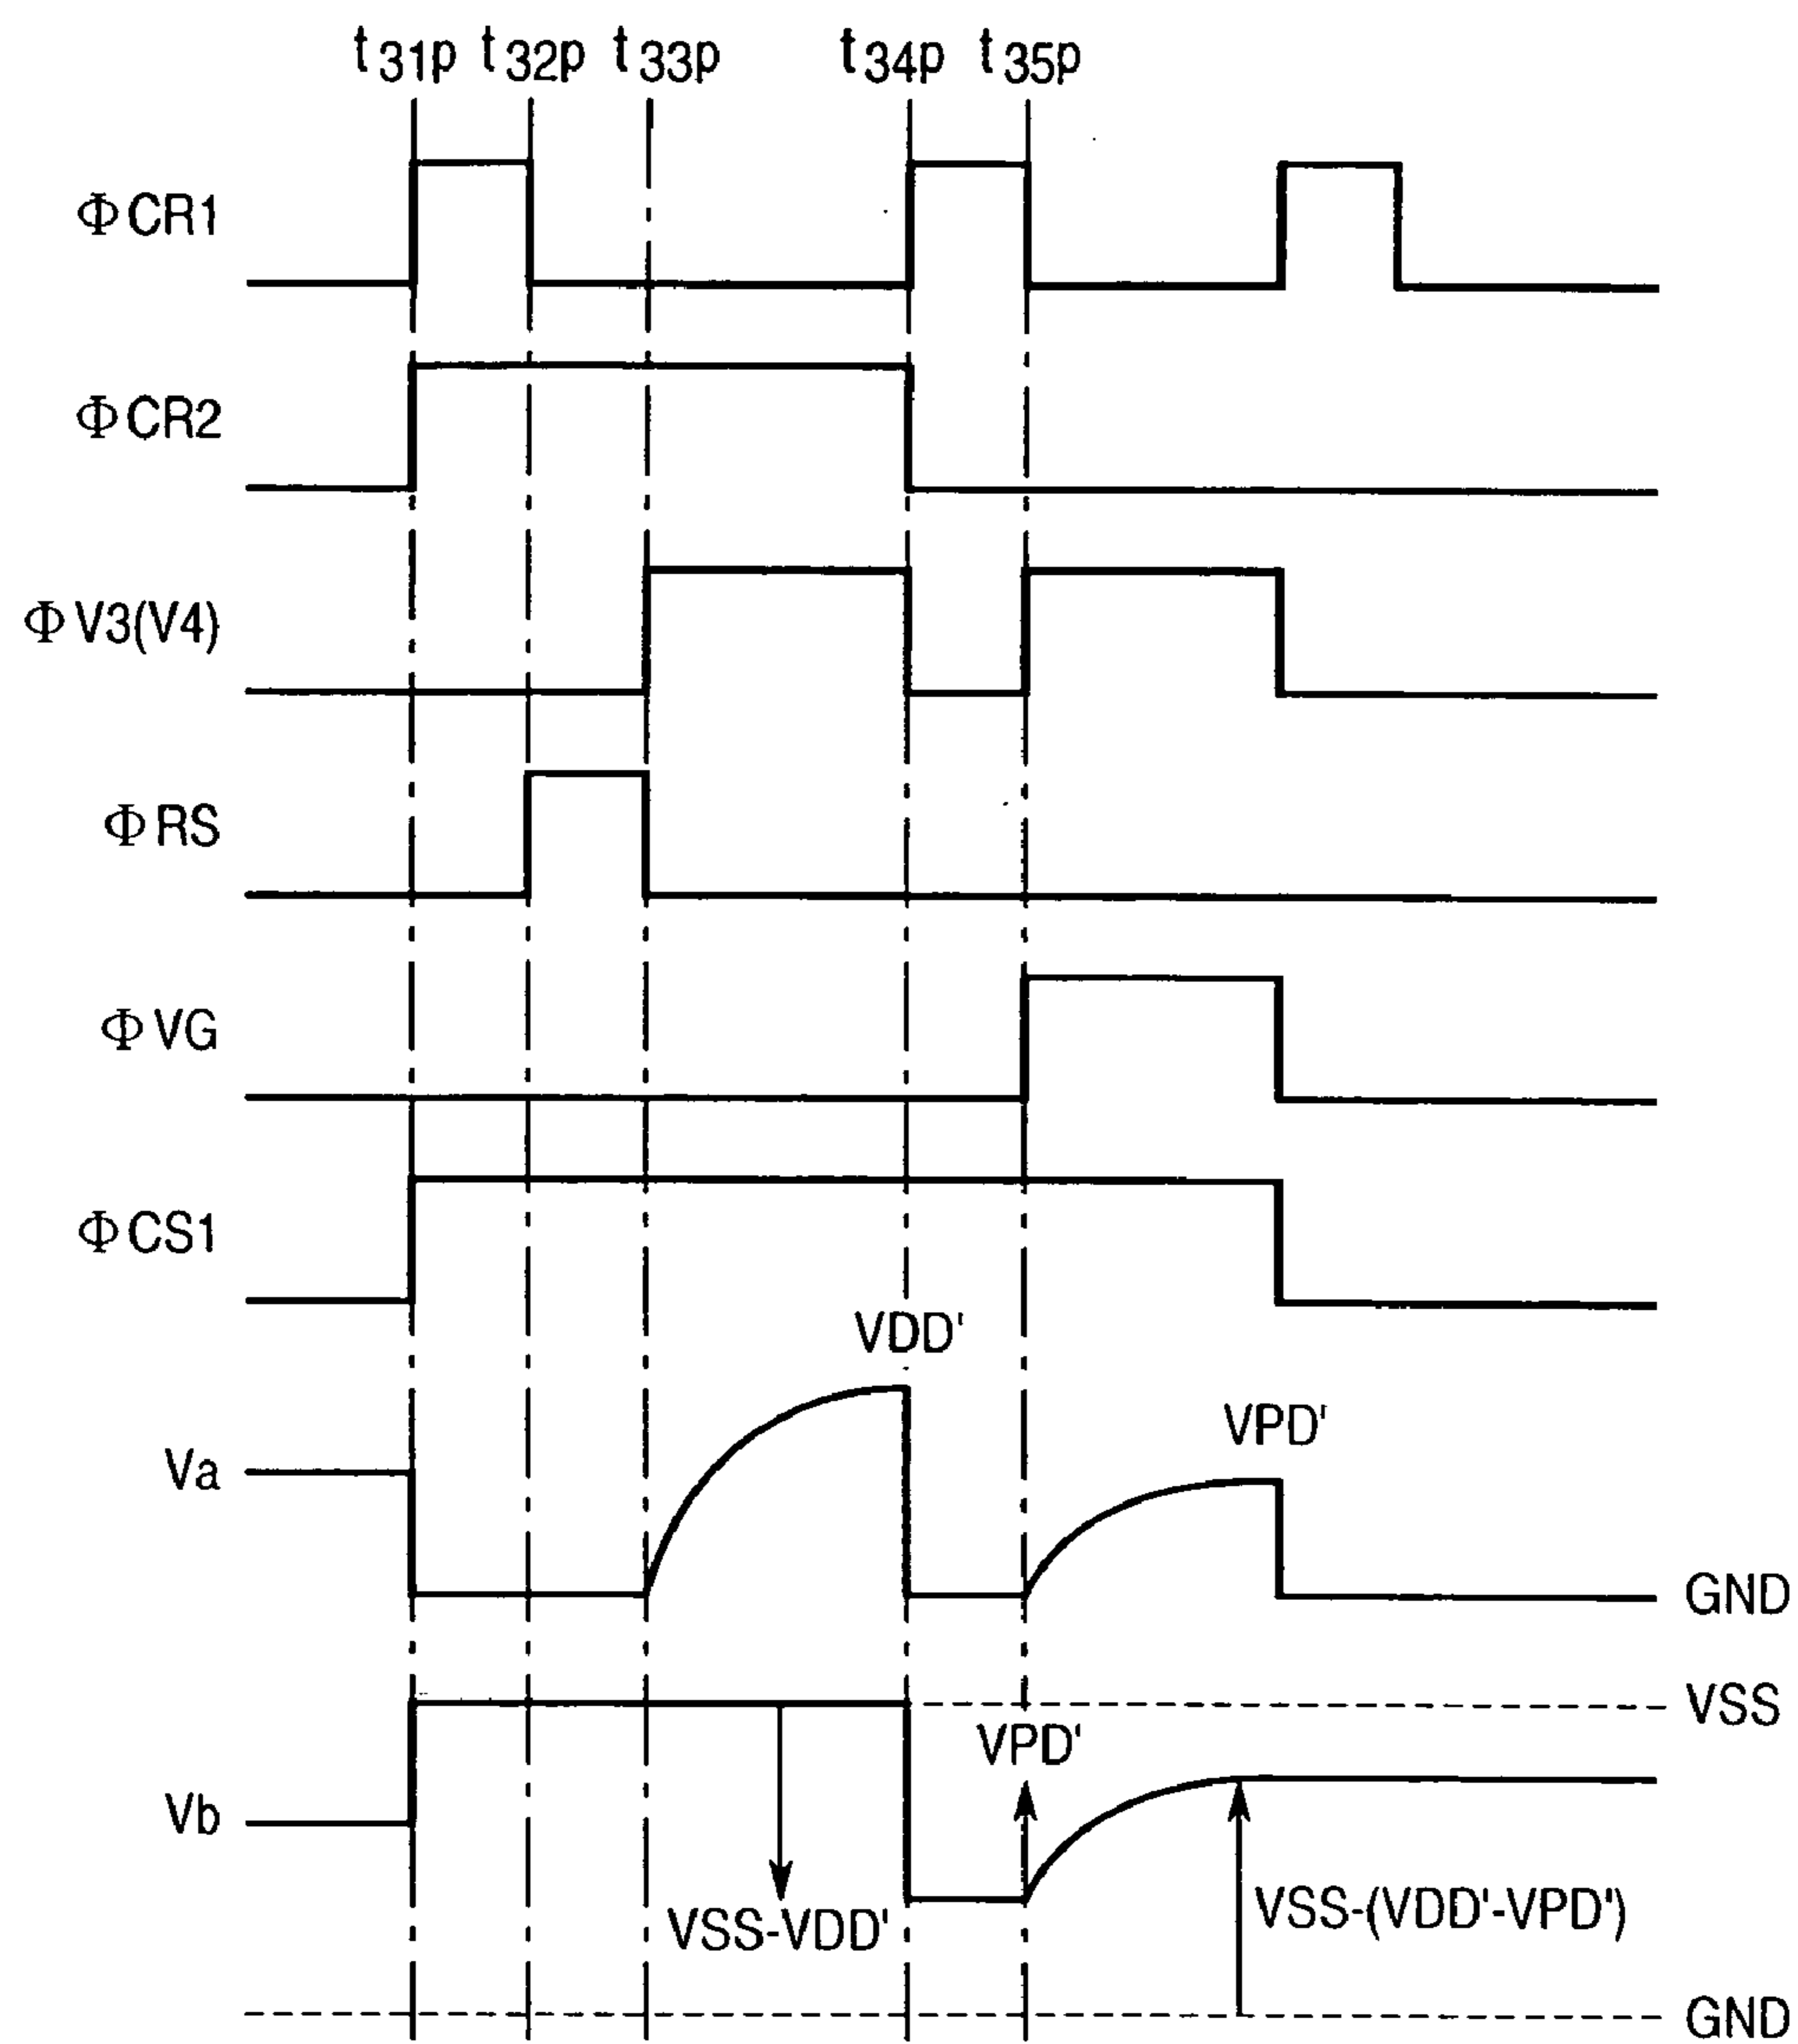 t31p t32p t33p t34p t35p
ΦCR1
ΦCR2
ΦV3(V4)
ΦRS
ΦVG
ΦCS1
VDD'
VPD'
Va
GND
VSS
VPD'
Vb
VSS-(VDD'-VPD')
VSS-VDD'
GND